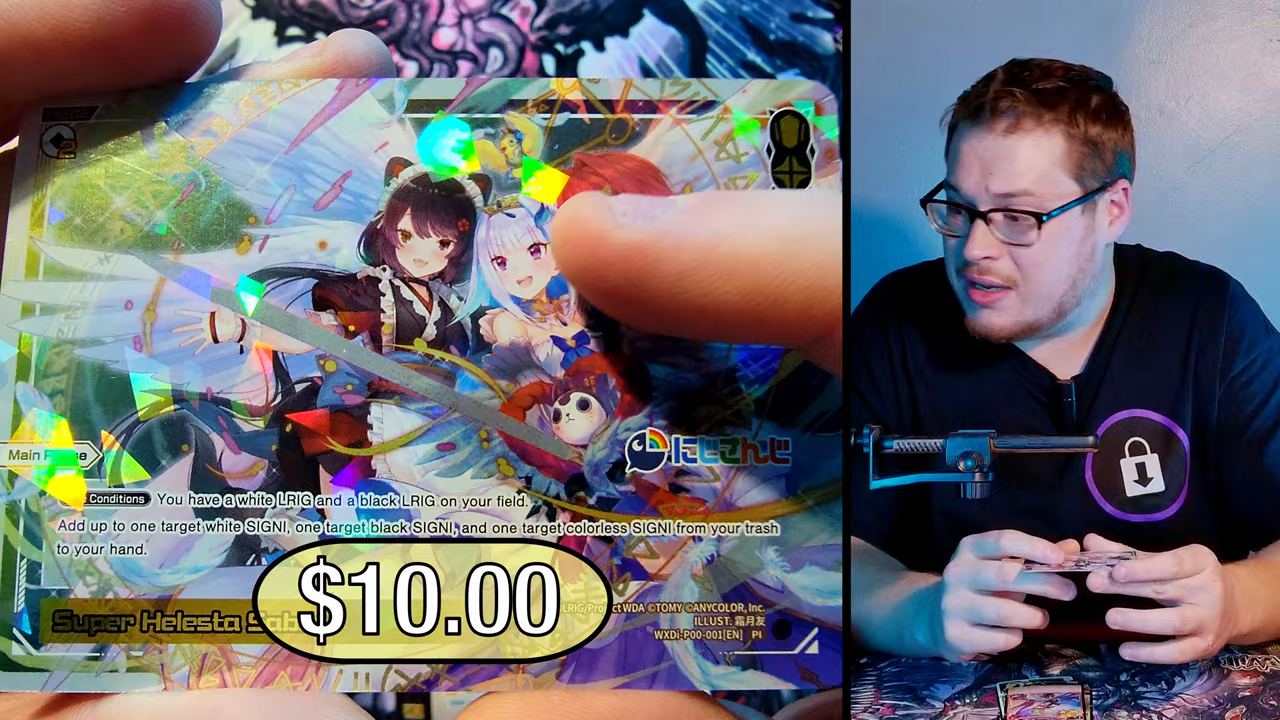 PIECE
2
Main Phase
Conditions You have a white LRIG and a black LRIG on your field.
Add up to one target white SIGNI, one target black SIGNI, and one target colorless SIGNI from your trash
to your hand.
にじさんじ
$10.00
Super Helesta Sab
LRIG/Project WDA ©TOMY ©ANYCOLOR, Inc.
ILLUST. 霜月友
WXDi-P00-001[EN] PI